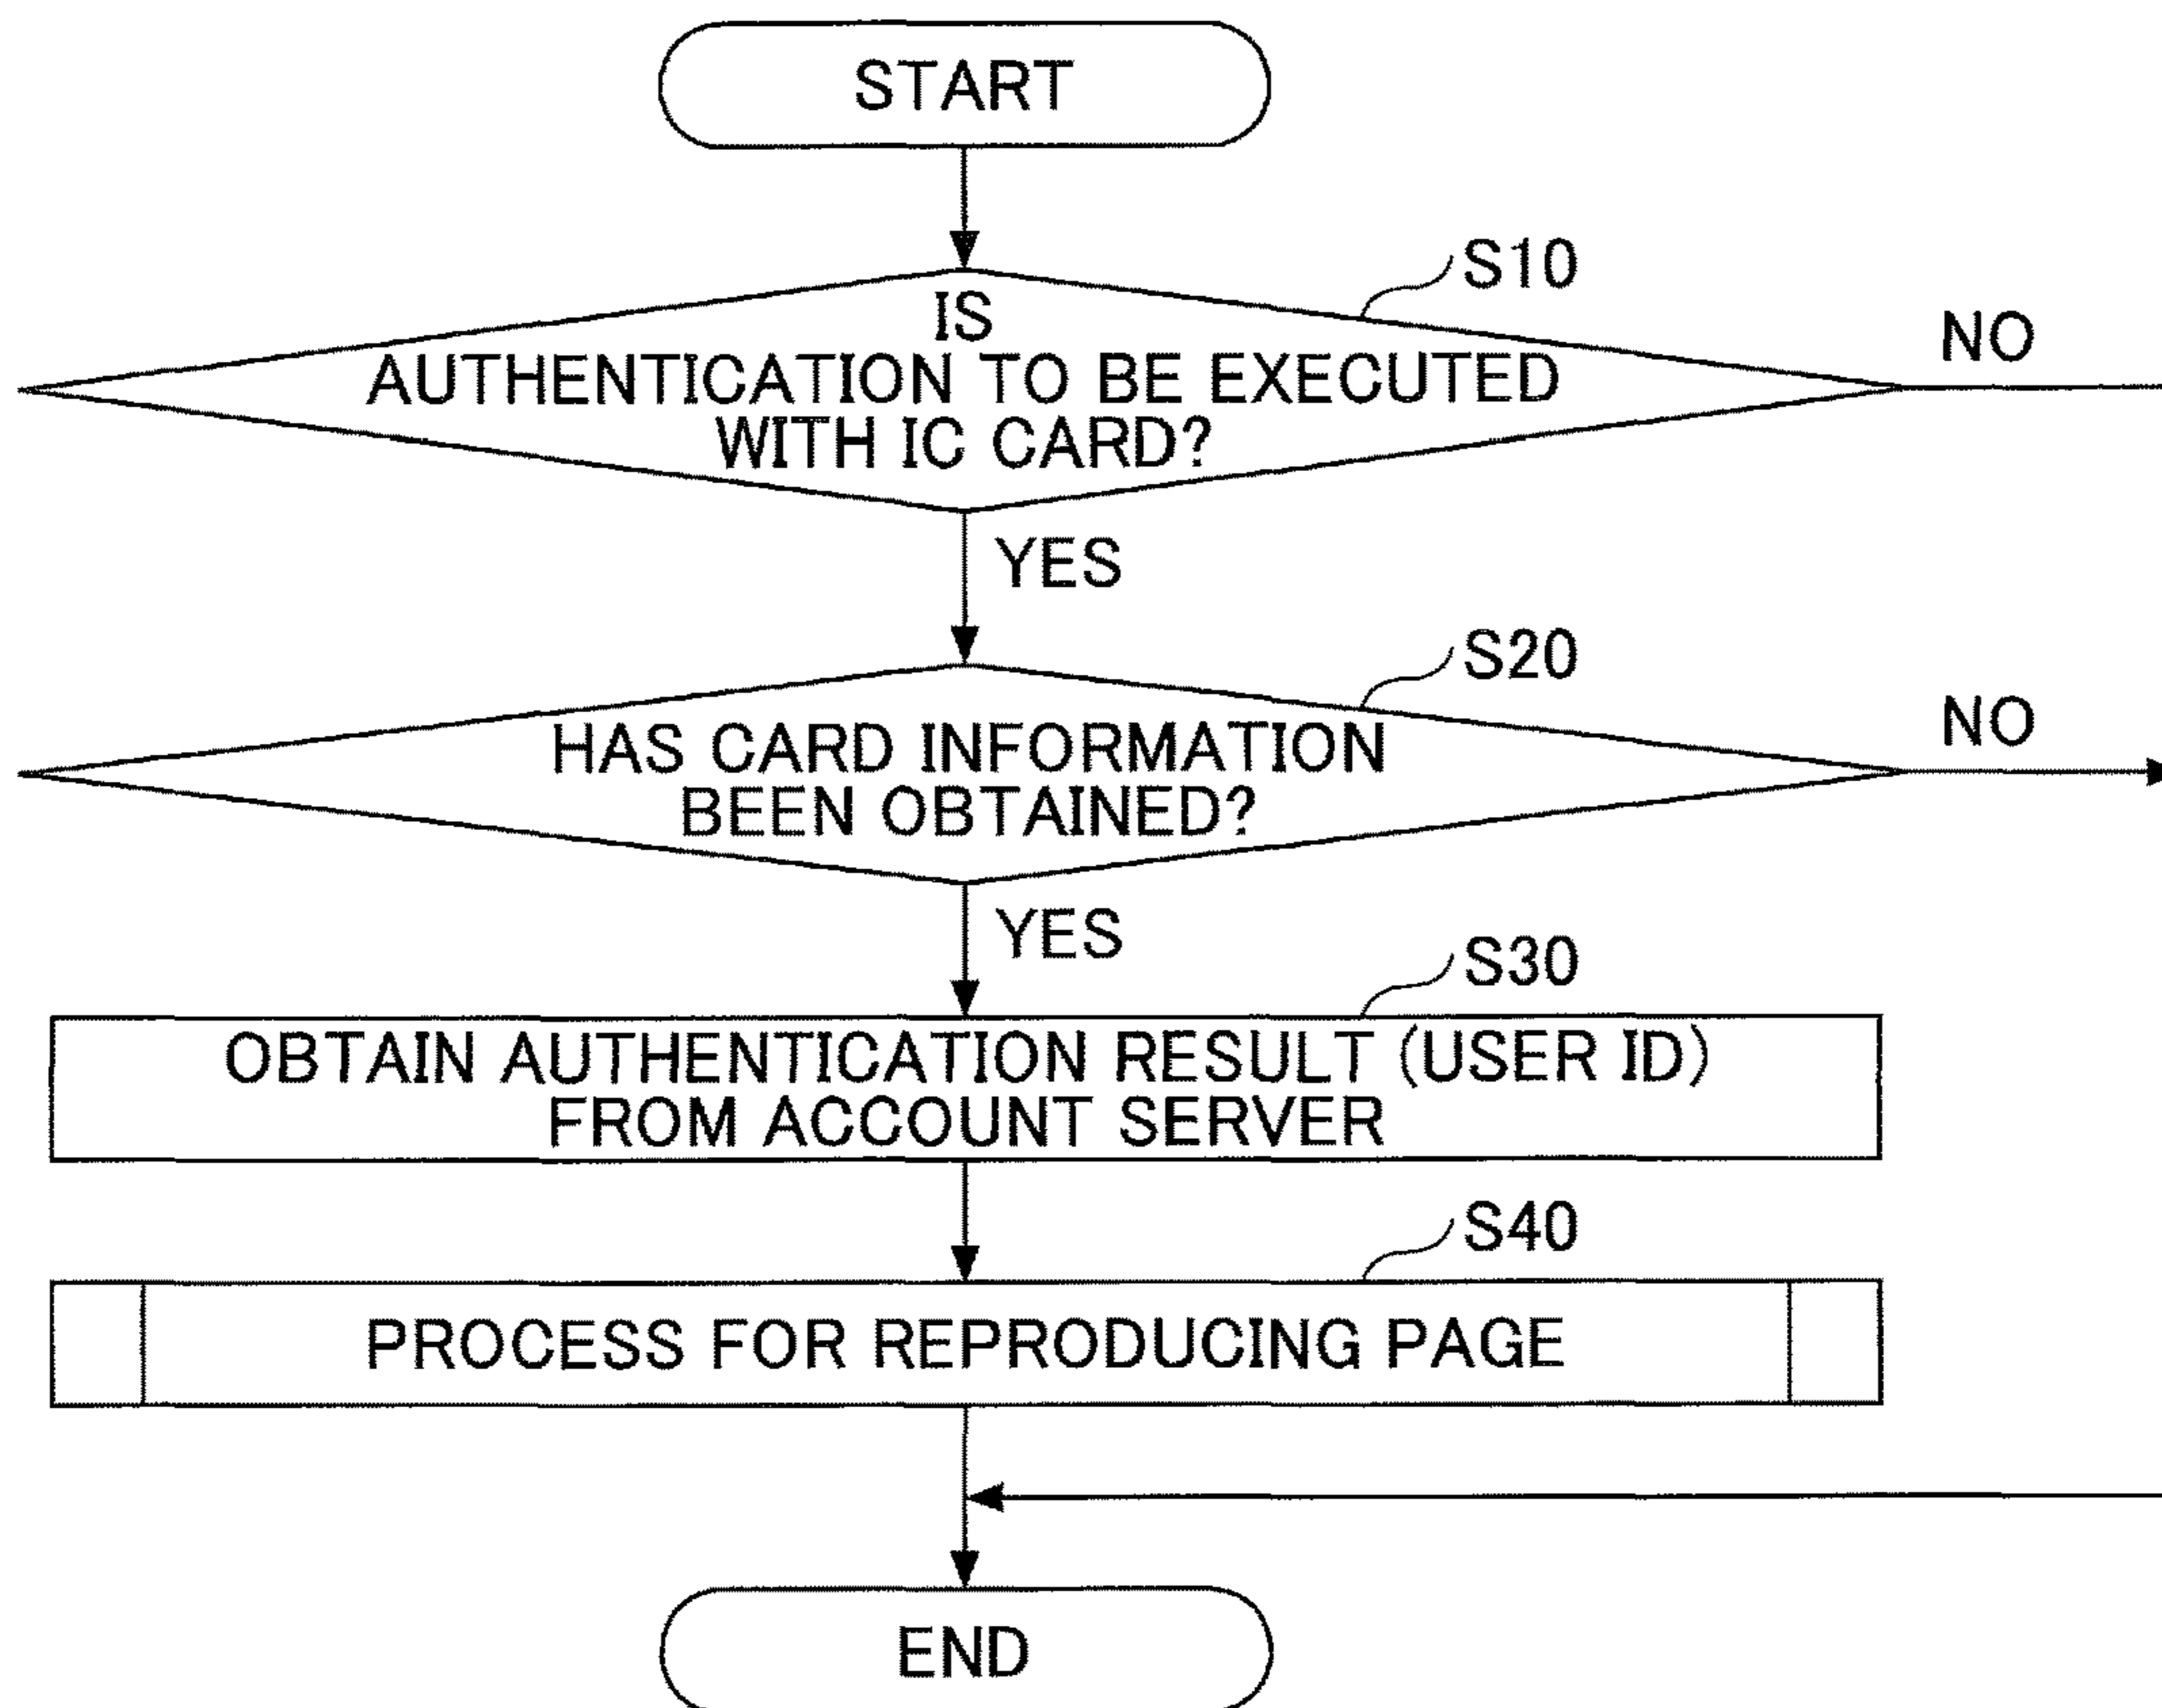 START
S10
IS
AUTHENTICATION TO BE EXECUTED
WITH IC CARD?
NO
YES
S20
HAS CARD INFORMATION
BEEN OBTAINED?
NO
YES
S30
OBTAIN AUTHENTICATION RESULT (USER ID)
FROM ACCOUNT SERVER
S40
PROCESS FOR REPRODUCING PAGE
END